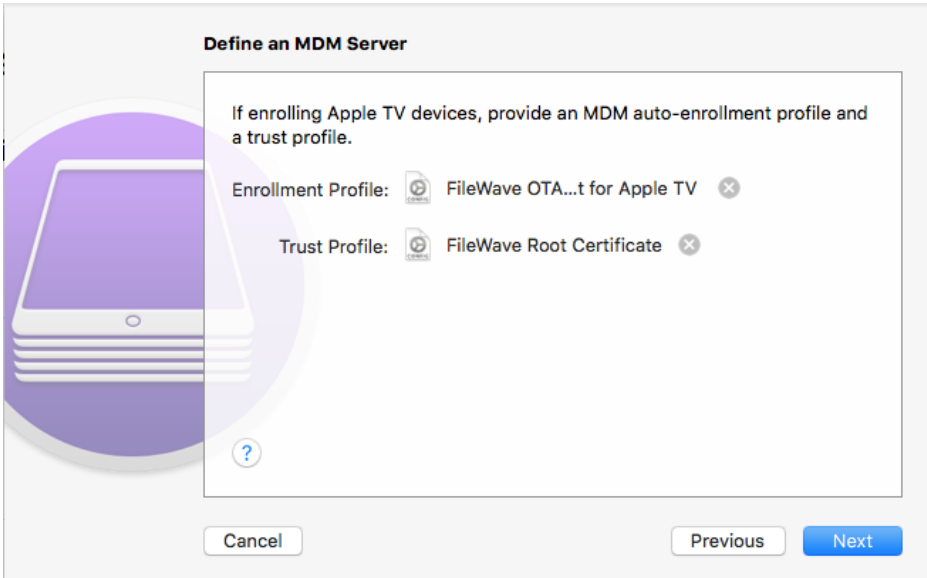 Define an MDM Server
If enrolling Apple TV devices, provide an MDM auto-enrollment profile and
a trust profile.
Enrollment Profile: FileWave OTA...t for Apple TV
Trust Profile: FileWave Root Certificate
?
Cancel Previous Next